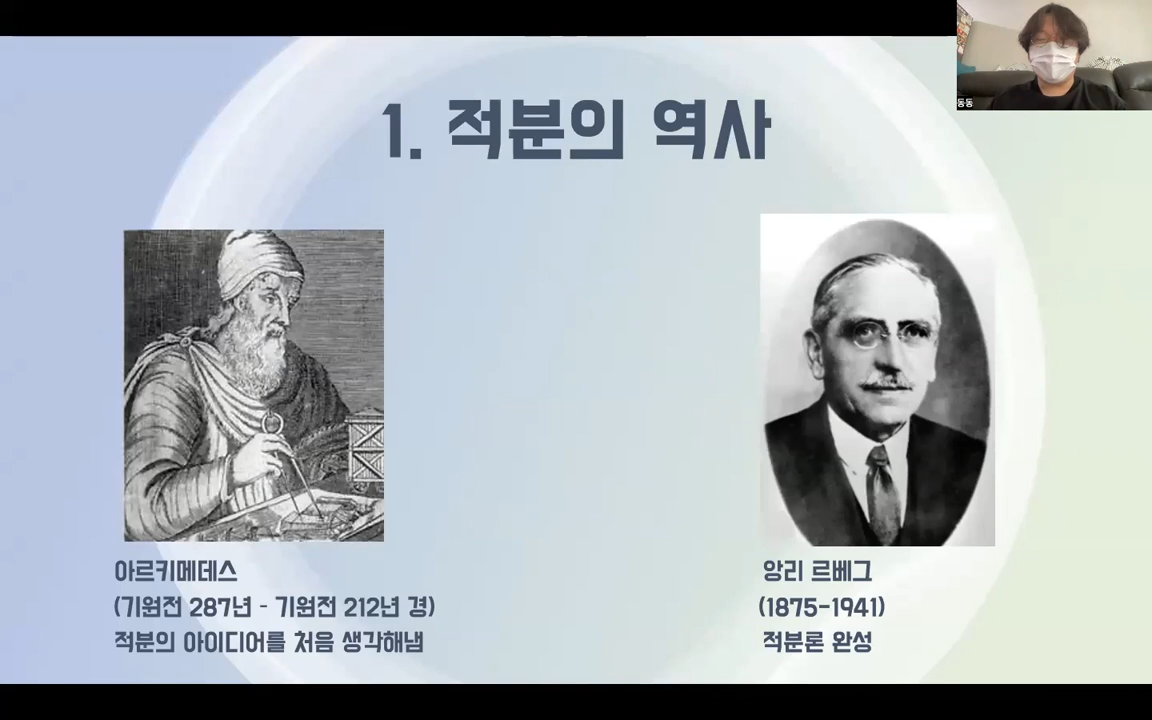 동동
1. 적분의 역사
아르키메데스
(기원전 287년 - 기원전 212년 경)
적분의 아이디어를 처음 생각해냄
앙리 르베그
(1875-1941)
적분론 완성